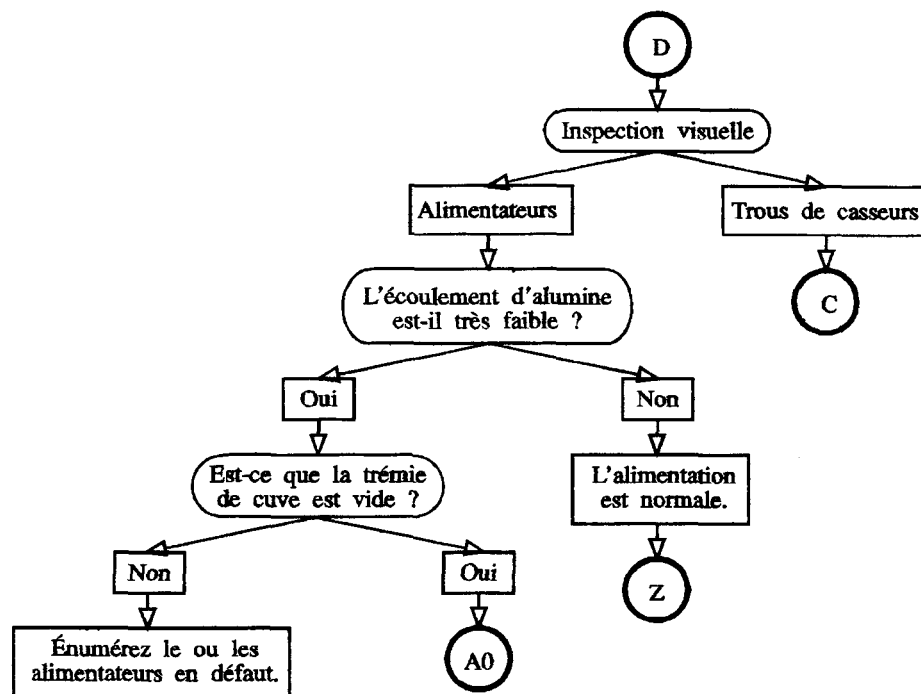 D
Inspection visuelle
Alimentateurs
Trous de casseurs
L'écoulement d'alumine
est-il très faible ?
C
Oui
Non
Est-ce que la trémie
de cuve est vide ?
L'alimentation
est normale.
Non
Oui
Z
Énumérez le ou les
alimentateurs en défaut.
A0